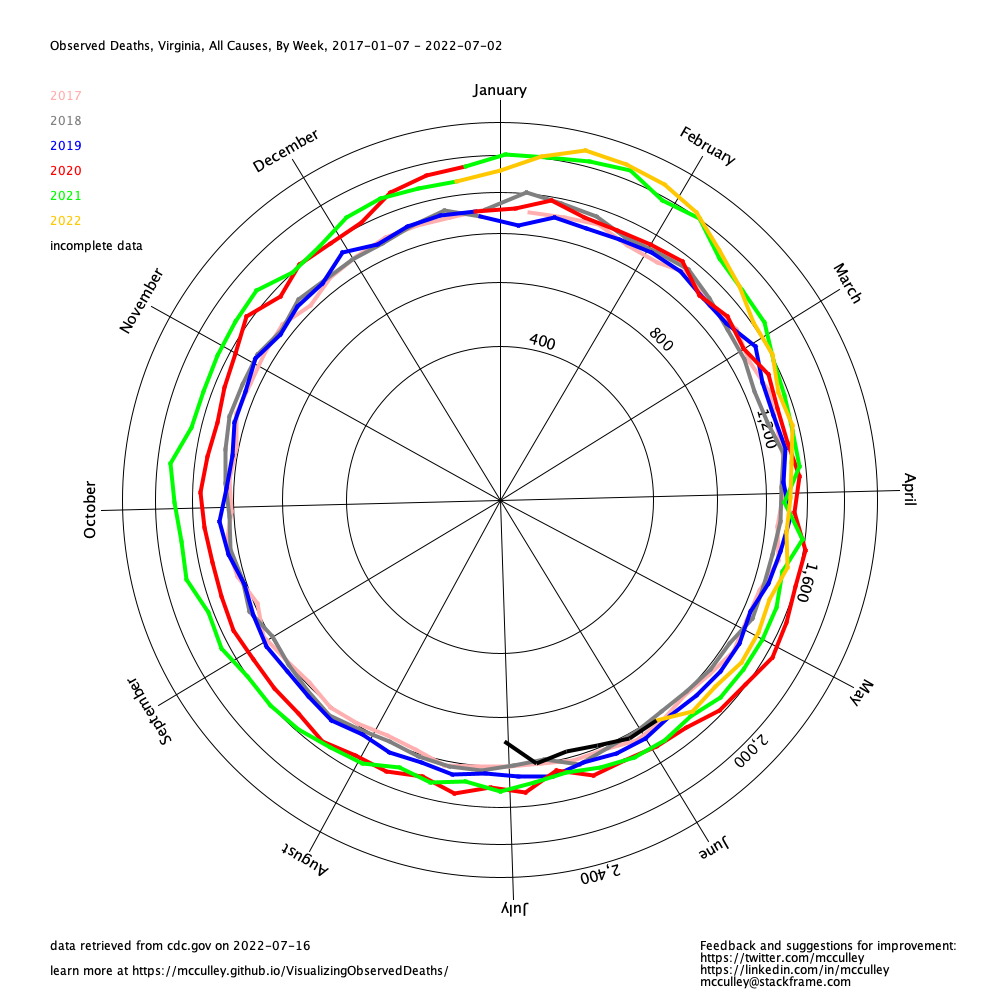 Observed Deaths, Virginia, All Causes, By Week, 2017-01-07 - 2022-07-02
2017
2018
2019
2020
2021
2022
incomplete data
January
February
March
April
May
June
July
August
September
October
November
December
400
800
1,200
1,600
2,000
2,400
data retrieved from cdc.gov on 2022-07-16
learn more at https://mcculley.github.io/VisualizingObservedDeaths/
Feedback and suggestions for improvement:
https://twitter.com/mcculley
https://linkedin.com/in/mcculley
mcculley@stackframe.com